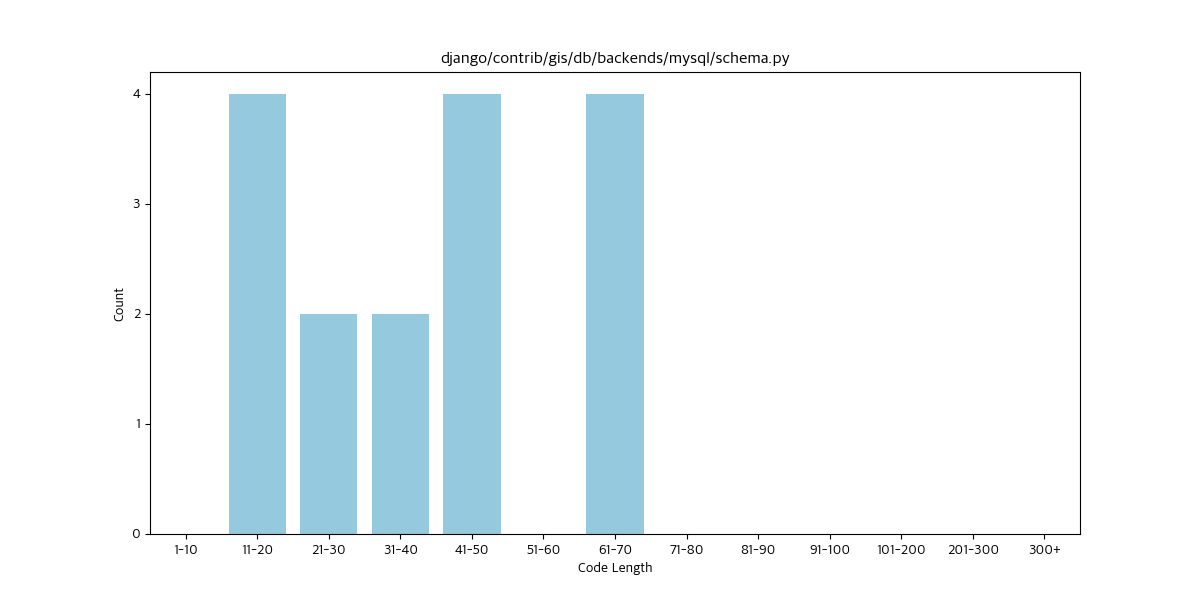 django/contrib/gis/db/backends/mysql/schema.py
Count
4
3
2
1
0
1-10 11-20 21-30 31-40 41-50 51-60 61-70 71-80 81-90 91-100 101-200 201-300 300+
Code Length